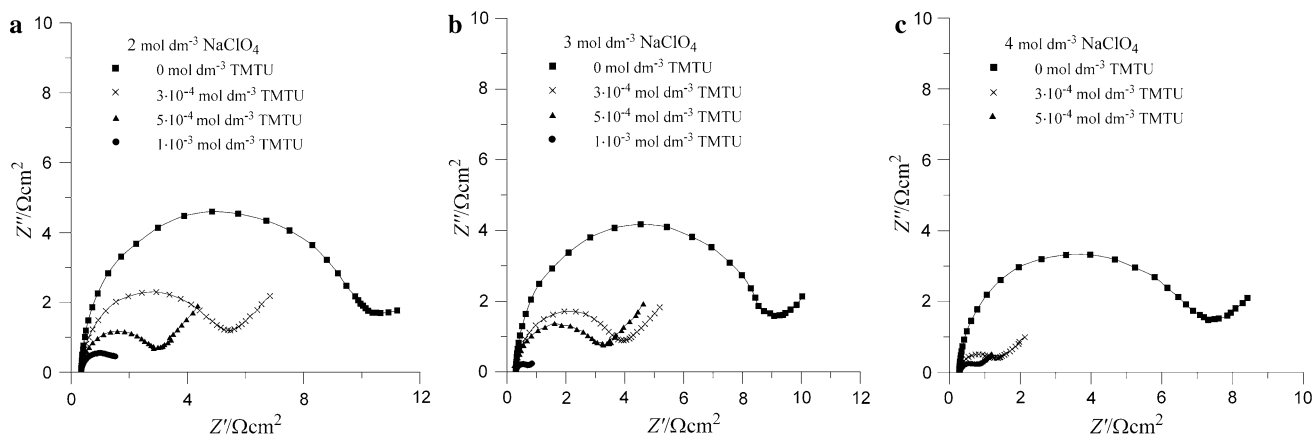 a
10
8
6
4
2
0
Z''/Ωcm²
2 mol dm⁻³ NaClO₄
0 mol dm⁻³ TMTU
3·10⁻⁴ mol dm⁻³ TMTU
5·10⁻⁴ mol dm⁻³ TMTU
1·10⁻³ mol dm⁻³ TMTU
0 4 8 12
Z'/Ωcm²
b
10
8
6
4
2
0
Z''/Ωcm²
3 mol dm⁻³ NaClO₄
0 mol dm⁻³ TMTU
3·10⁻⁴ mol dm⁻³ TMTU
5·10⁻⁴ mol dm⁻³ TMTU
1·10⁻³ mol dm⁻³ TMTU
0 2 4 6 8 10 12
Z'/Ωcm²
c
10
8
6
4
2
0
Z''/Ωcm²
4 mol dm⁻³ NaClO₄
0 mol dm⁻³ TMTU
3·10⁻⁴ mol dm⁻³ TMTU
5·10⁻⁴ mol dm⁻³ TMTU
0 2 4 6 8 10
Z'/Ωcm²